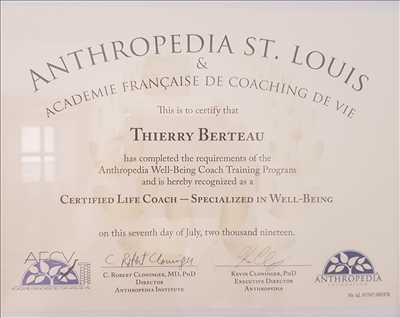 ANTHROPEDIA ST. LOUIS
&
ACADEMIE FRANÇAISE DE COACHING DE VIE
This is to certify that
THIERRY BERTEAU
has completed the requirements of the
Anthropedia Well-Being Coach Training Program
and is hereby recognized as a
CERTIFIED LIFE COACH — SPECIALIZED IN WELL-BEING
on this seventh day of July, two thousand nineteen.
AFCV
C. Robert Cloninger
C. ROBERT CLONINGER, MD, PHD
DIRECTOR
ANTHROPEDIA INSTITUTE
KEVIN CLONINGER, PHD
EXECUTIVE DIRECTOR
ANTHROPEDIA
ANTHROPEDIA